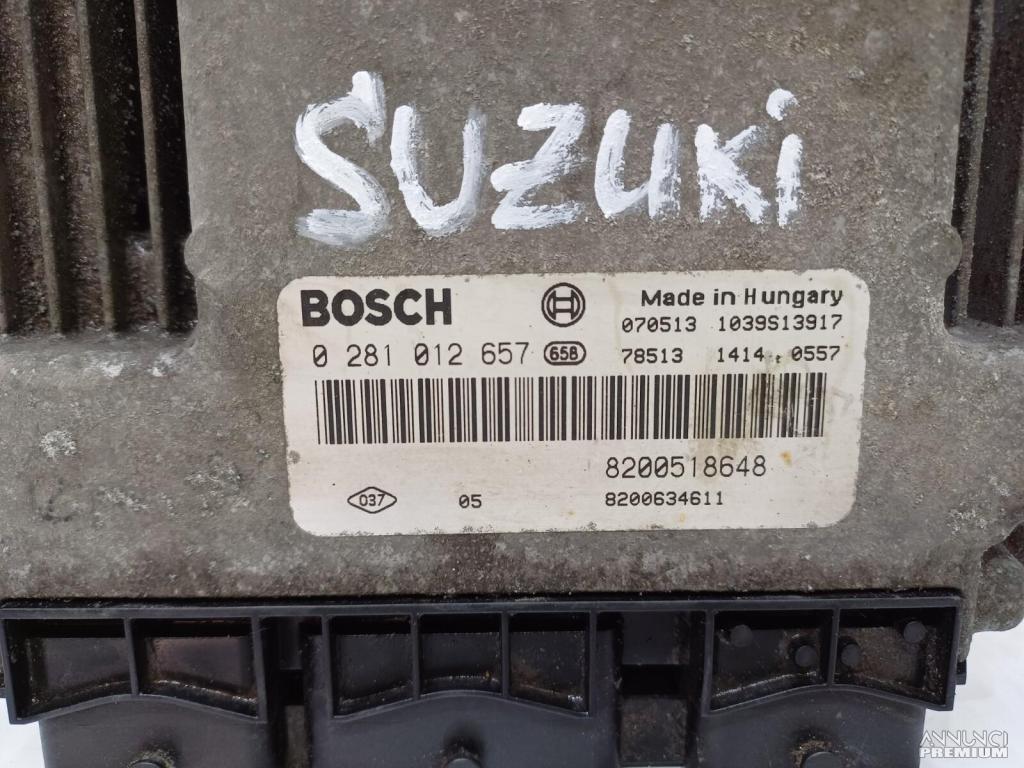 SUZUKi
BOSCH
Made in Hungary
070513 1039S13917
0 281 012 657 658
78513 1414 0557
8200518648
037 05 8200634611
ANNUNCI
PREMIUM